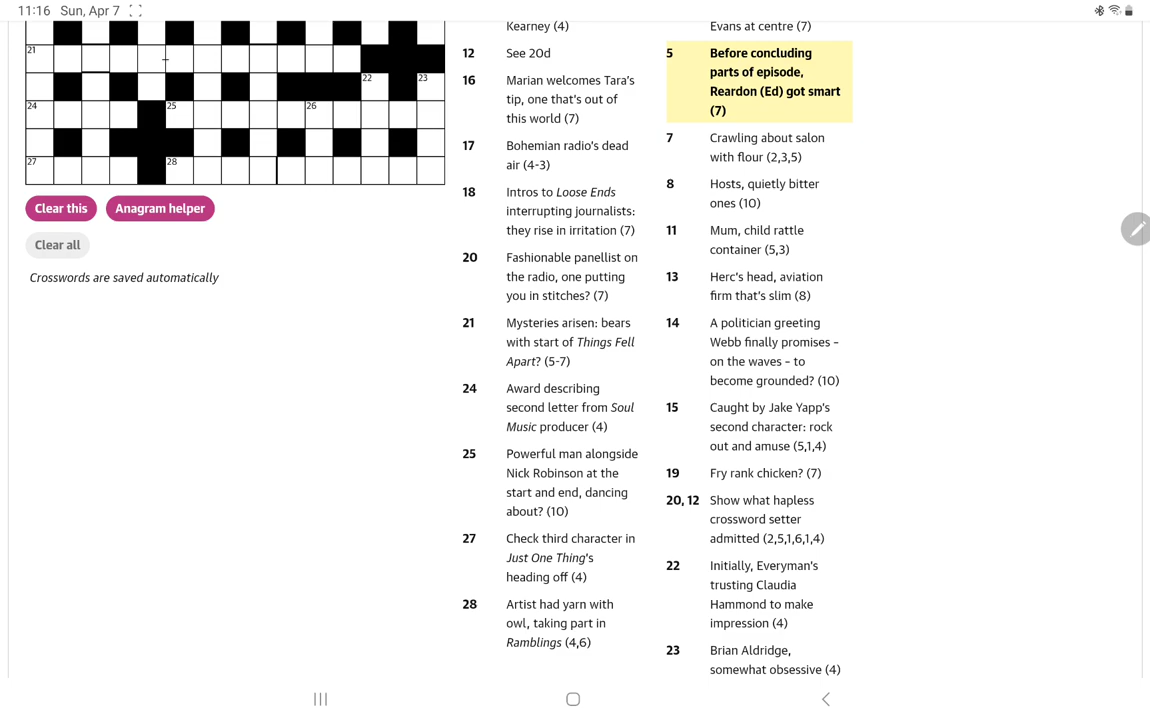 11:16 Sun, Apr 7
21
22
23
24
25
26
27
28
Clear this
Anagram helper
Clear all
Crosswords are saved automatically
Kearney (4)
12 See 20d
16 Marian welcomes Tara's
tip, one that's out of
this world (7)
17 Bohemian radio's dead
air (4-3)
18 Intros to Loose Ends
interrupting journalists:
they rise in irritation (7)
20 Fashionable panellist on
the radio, one putting
you in stitches? (7)
21 Mysteries arisen: bears
with start of Things Fell
Apart? (5-7)
24 Award describing
second letter from Soul
Music producer (4)
25 Powerful man alongside
Nick Robinson at the
start and end, dancing
about? (10)
27 Check third character in
Just One Thing's
heading off (4)
28 Artist had yarn with
owl, taking part in
Ramblings (4,6)
Evans at centre (7)
5 Before concluding
parts of episode,
Reardon (Ed) got smart
(7)
7 Crawling about salon
with flour (2,3,5)
8 Hosts, quietly bitter
ones (10)
11 Mum, child rattle
container (5,3)
13 Herc's head, aviation
firm that's slim (8)
14 A politician greeting
Webb finally promises –
on the waves – to
become grounded? (10)
15 Caught by Jake Yapp's
second character: rock
out and amuse (5,1,4)
19 Fry rank chicken? (7)
20, 12 Show what hapless
crossword setter
admitted (2,5,1,6,1,4)
22 Initially, Everyman's
trusting Claudia
Hammond to make
impression (4)
23 Brian Aldridge,
somewhat obsessive (4)